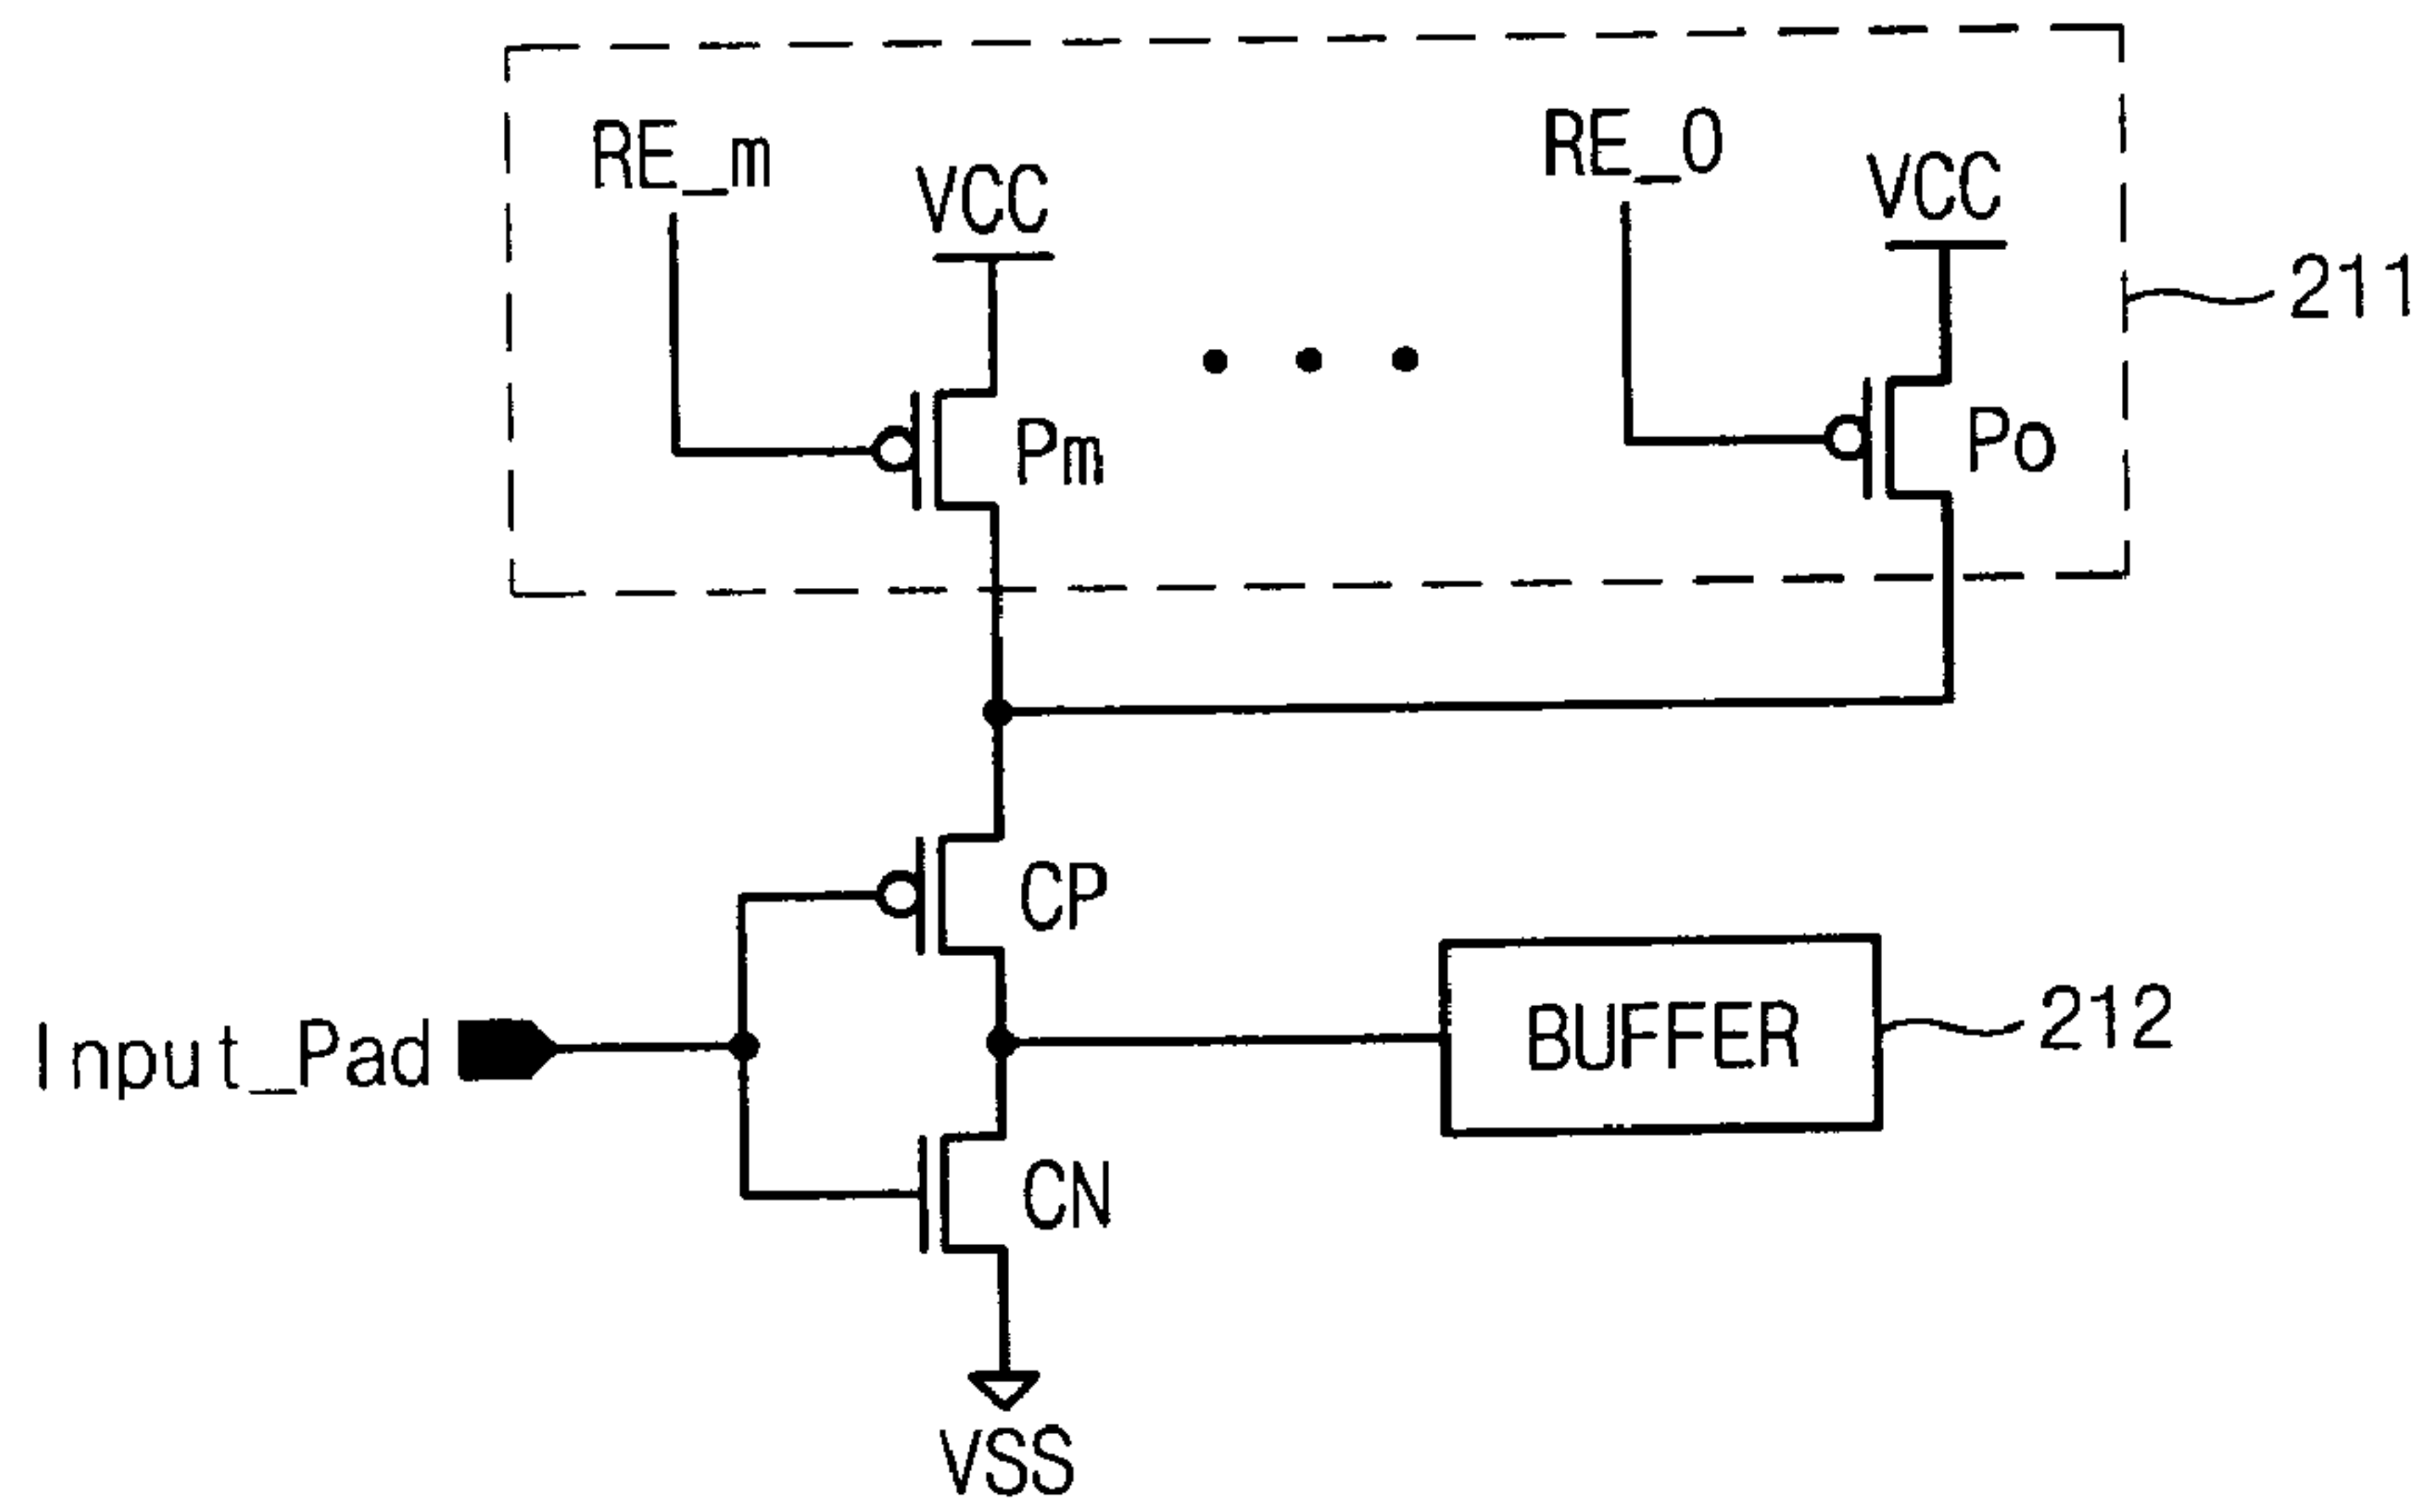 RE_m
VCC
RE_0
VCC
211
Pm
Po
CP
Input_Pad
BUFFER
212
CN
VSS